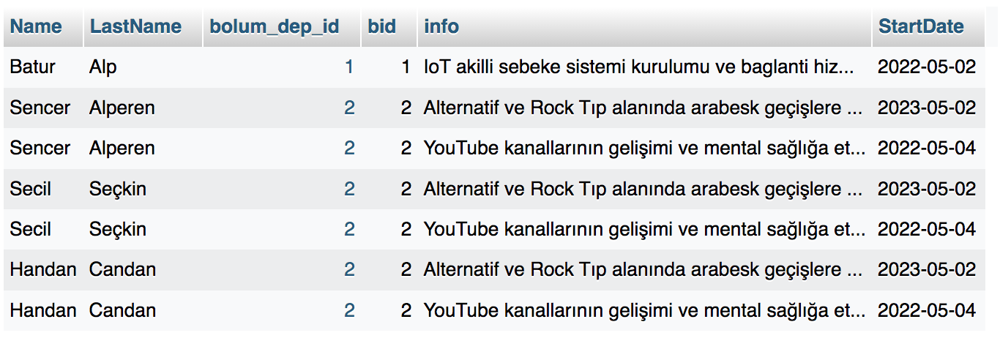 Name LastName bolum_dep_id bid info StartDate
Batur Alp 1 1 IoT akilli sebeke sistemi kurulumu ve baglanti hiz... 2022-05-02
Sencer Alperen 2 2 Alternatif ve Rock Tıp alanında arabesk geçişlere ... 2023-05-02
Sencer Alperen 2 2 YouTube kanallarının gelişimi ve mental sağlığa et... 2022-05-04
Secil Seçkin 2 2 Alternatif ve Rock Tıp alanında arabesk geçişlere ... 2023-05-02
Secil Seçkin 2 2 YouTube kanallarının gelişimi ve mental sağlığa et... 2022-05-04
Handan Candan 2 2 Alternatif ve Rock Tıp alanında arabesk geçişlere ... 2023-05-02
Handan Candan 2 2 YouTube kanallarının gelişimi ve mental sağlığa et... 2022-05-04